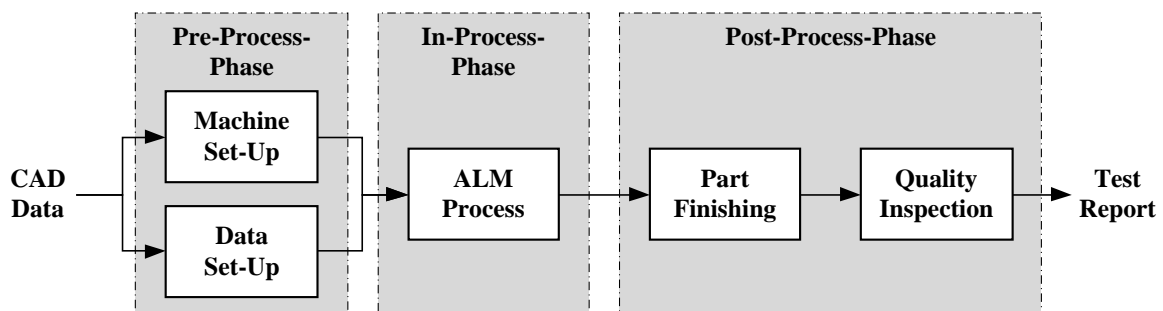 Pre-Process-
Phase
In-Process-
Phase
Post-Process-Phase
CAD
Data
Machine
Set-Up
Data
Set-Up
ALM
Process
Part
Finishing
Quality
Inspection
Test
Report